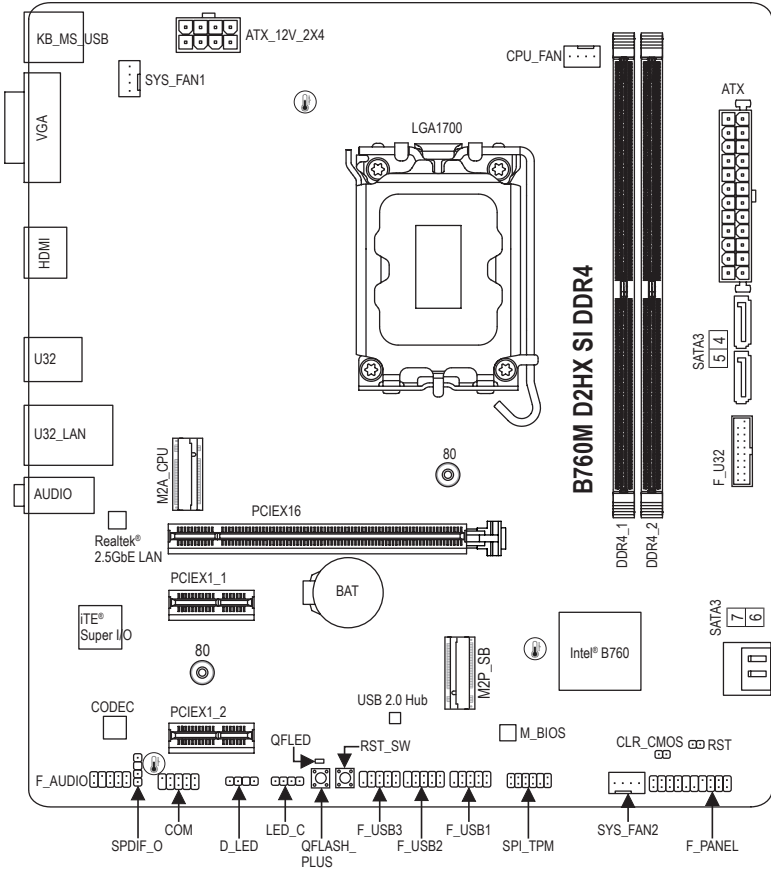 KB_MS_USB
ATX_12V_2X4
CPU_FAN
SYS_FAN1
ATX
VGA
LGA1700
HDMI
B760M D2HX SI DDR4
SATA3
5 4
U32
U32_LAN
F_U32
M2A_CPU
80
AUDIO
PCIEX16
DDR4_1
DDR4_2
Realtek®
2.5GbE LAN
PCIEX1_1
BAT
iTE®
Super I/O
SATA3
7 6
80
Intel® B760
M2P_SB
CODEC
PCIEX1_2
USB 2.0 Hub
M_BIOS
QFLED
RST_SW
CLR_CMOS
RST
F_AUDIO
SPDIF_O
COM
D_LED
LED_C
QFLASH_
PLUS
F_USB3
F_USB2
F_USB1
SPI_TPM
SYS_FAN2
F_PANEL